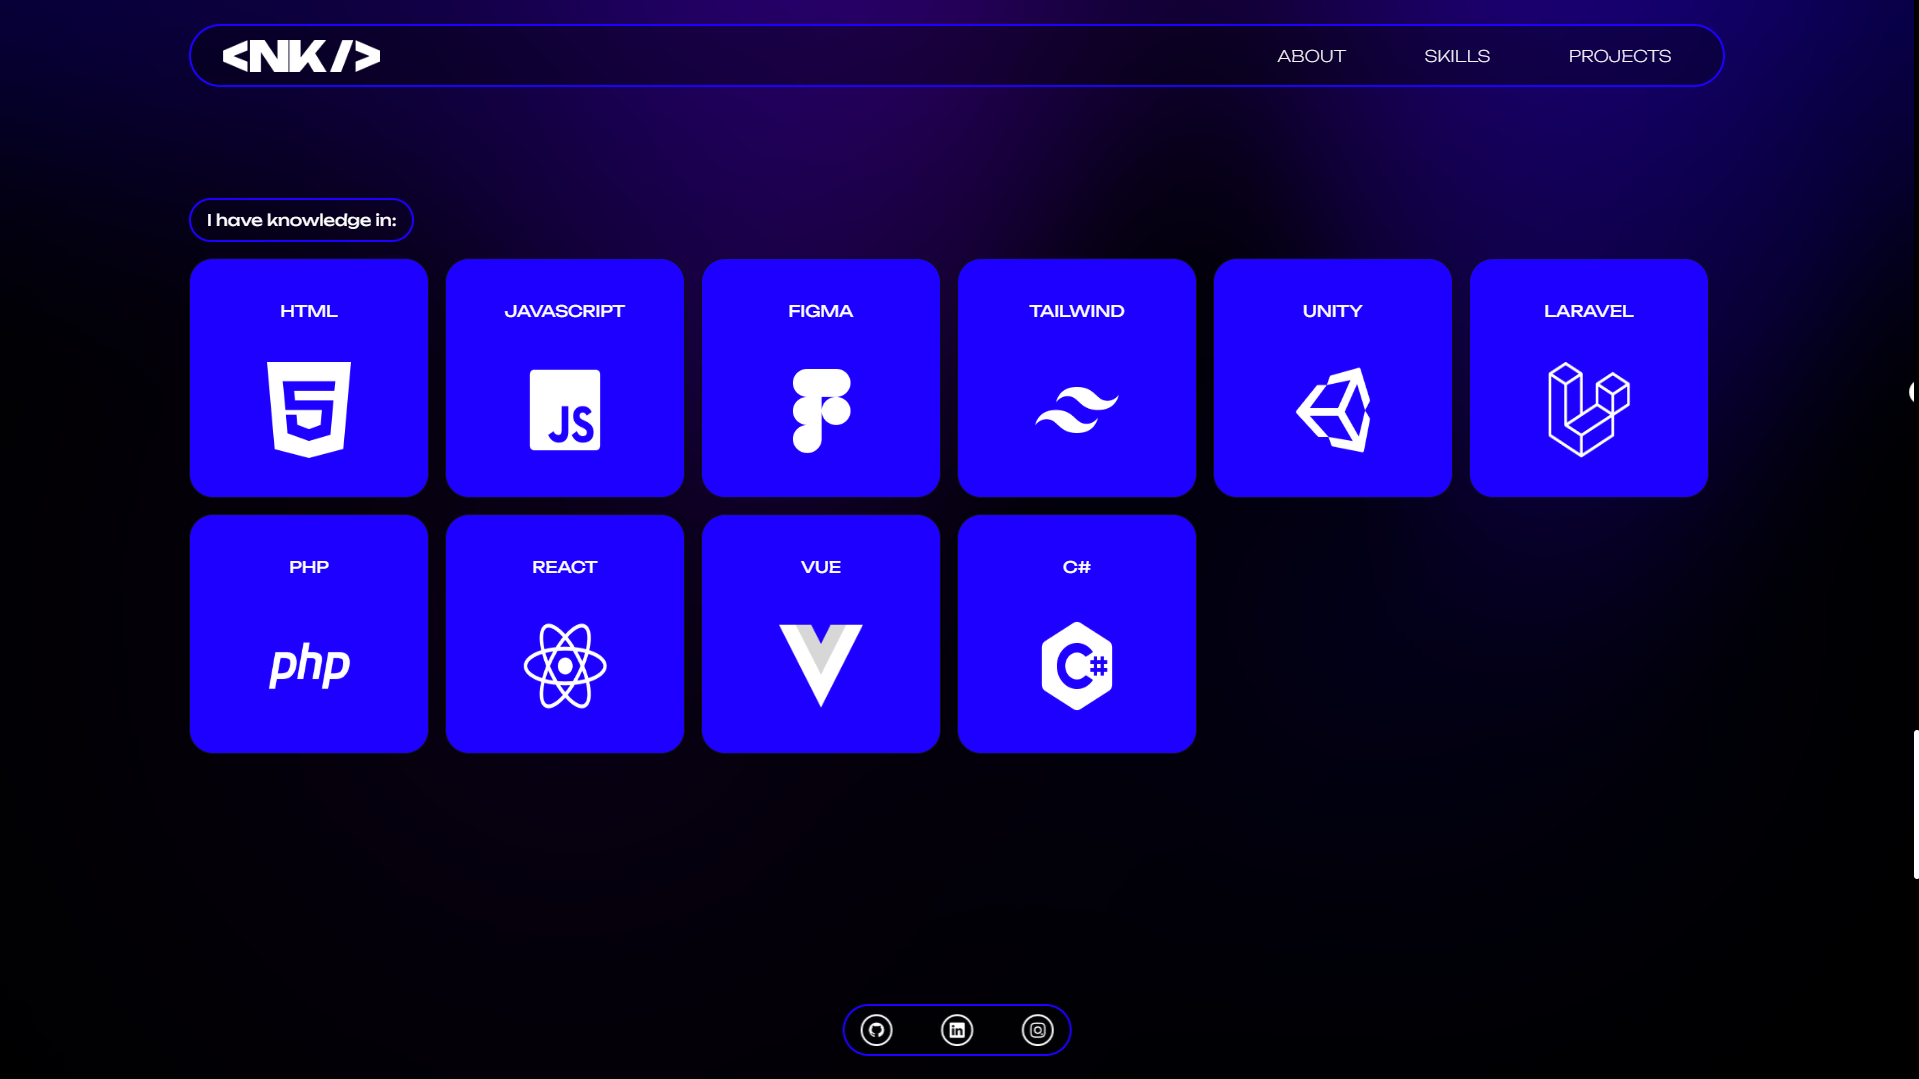 <NK/>
ABOUT SKILLS PROJECTS
I have knowledge in:
HTML JAVASCRIPT FIGMA TAILWIND UNITY LARAVEL
5 JS
PHP REACT VUE C#
php C#
in